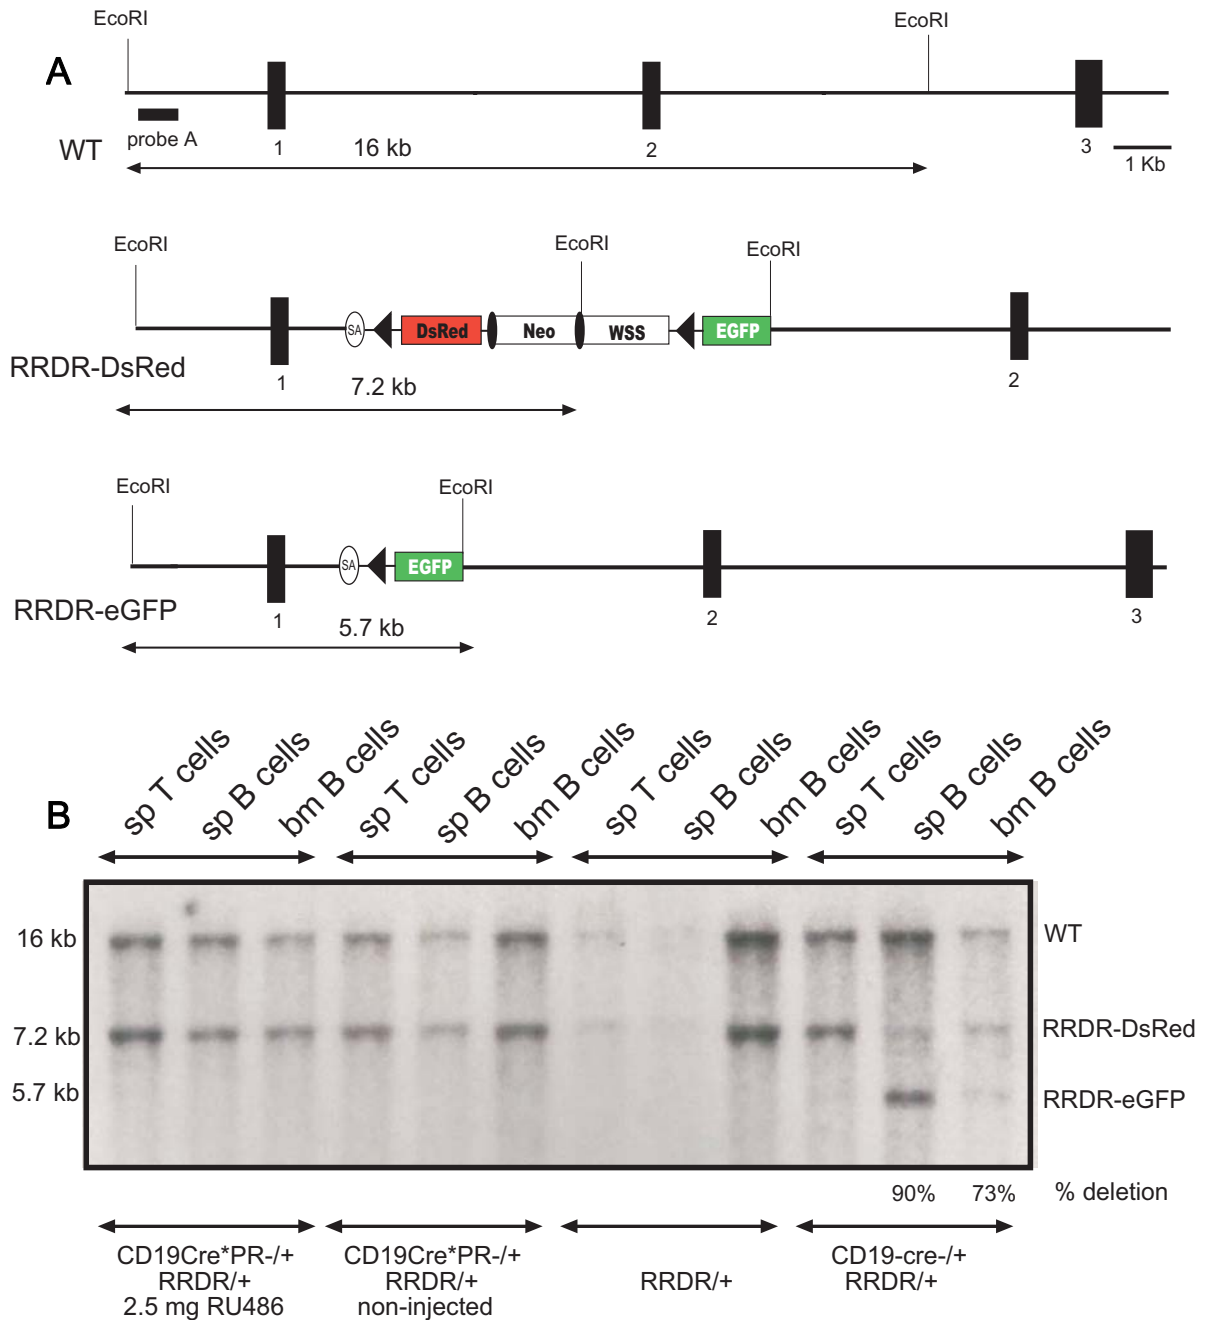 EcoRI
EcoRI
A
probe A
WT
1
16 kb
2
3
1 Kb
EcoRI
EcoRI
EcoRI
SA
DsRed
Neo
WSS
EGFP
RRDR-DsRed
1
7.2 kb
2
EcoRI
EcoRI
SA
EGFP
RRDR-eGFP
1
5.7 kb
2
3
B
sp T cells
sp B cells
bm B cells
sp T cells
sp B cells
bm B cells
sp T cells
sp B cells
bm B cells
sp T cells
sp B cells
bm B cells
16 kb
WT
7.2 kb
RRDR-DsRed
5.7 kb
RRDR-eGFP
90%
73%
% deletion
CD19Cre*PR-/+
RRDR/+
2.5 mg RU486
CD19Cre*PR-/+
RRDR/+
non-injected
RRDR/+
CD19-cre-/+
RRDR/+